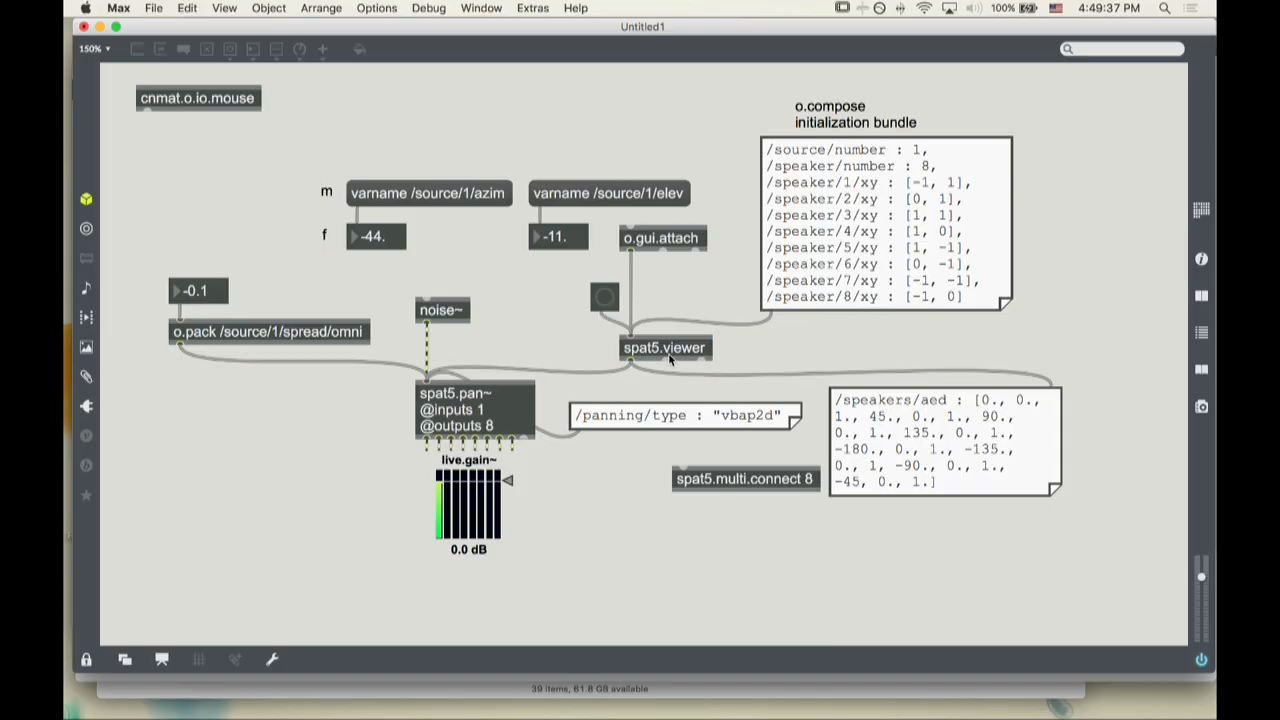 Max File Edit View Object Arrange Options Debug Window Extras Help 100% 4:49:37 PM
Untitled1
150%
cnmat.o.io.mouse
o.compose
initialization bundle
/source/number : 1,
/speaker/number : 8,
/speaker/1/xy : [-1, 1],
/speaker/2/xy : [0, 1],
/speaker/3/xy : [1, 1],
/speaker/4/xy : [1, 0],
/speaker/5/xy : [1, -1],
/speaker/6/xy : [0, -1],
/speaker/7/xy : [-1, -1],
/speaker/8/xy : [-1, 0]
m
varname /source/1/azim
varname /source/1/elev
f
-44.
-11.
o.gui.attach
-0.1
noise~
o.pack /source/1/spread/omni
spat5.viewer
spat5.pan~
@inputs 1
@outputs 8
/panning/type : "vbap2d"
/speakers/aed : [0., 0.,
1., 45., 0., 1., 90.,
0., 1., 135., 0., 1.,
-180., 0., 1., -135.,
0., 1, -90., 0., 1.,
-45, 0., 1.]
live.gain~
spat5.multi.connect 8
0.0 dB
39 items, 61.8 GB available